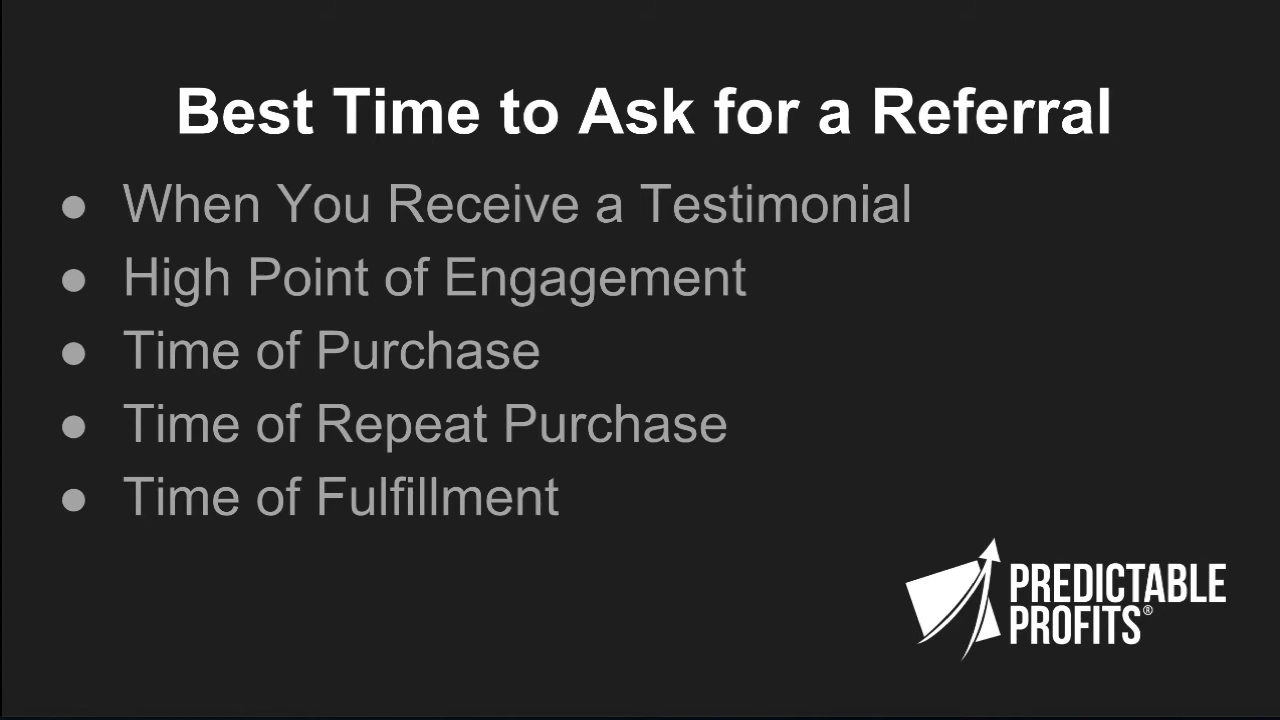 Best Time to Ask for a Referral
● When You Receive a Testimonial
● High Point of Engagement
● Time of Purchase
● Time of Repeat Purchase
● Time of Fulfillment
PREDICTABLE
PROFITS®